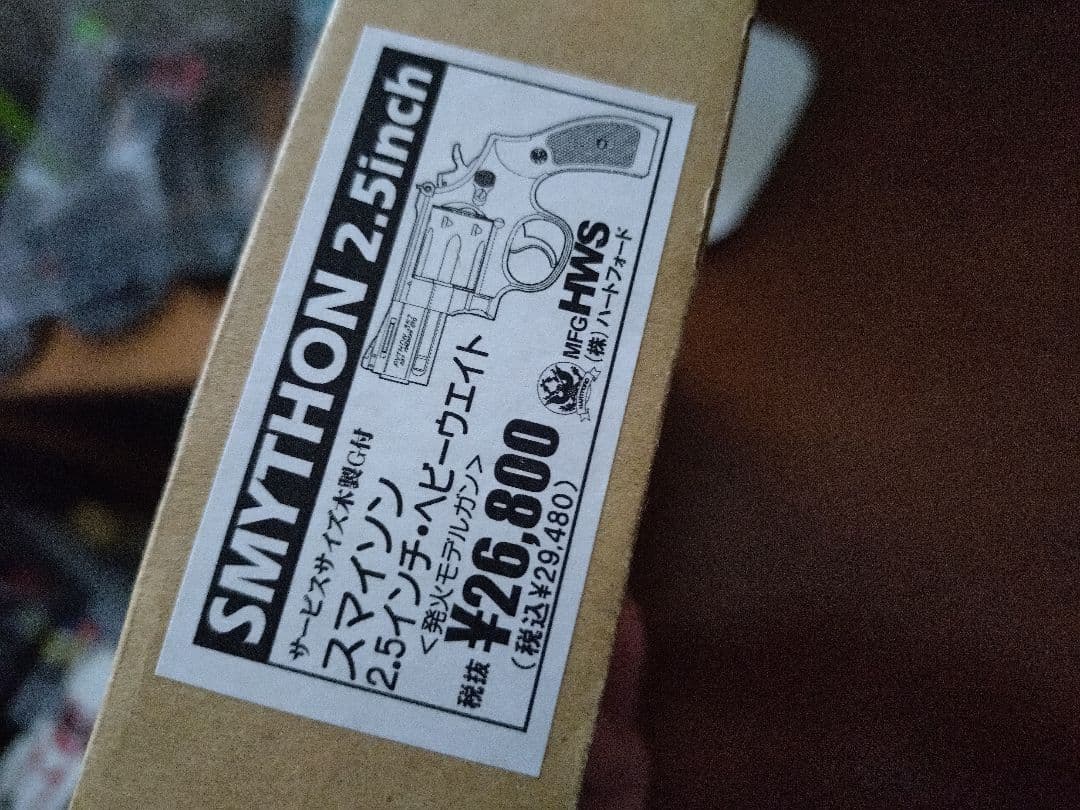 SMYTHON 2.5inch
サービスサイズ木製G付
スマイソン
2.5インチ・ヘビーウエイト
<発火モデルガン>
税抜 ¥26,800
(税込¥29,480)
MFG HWS
(株)ハートフォード